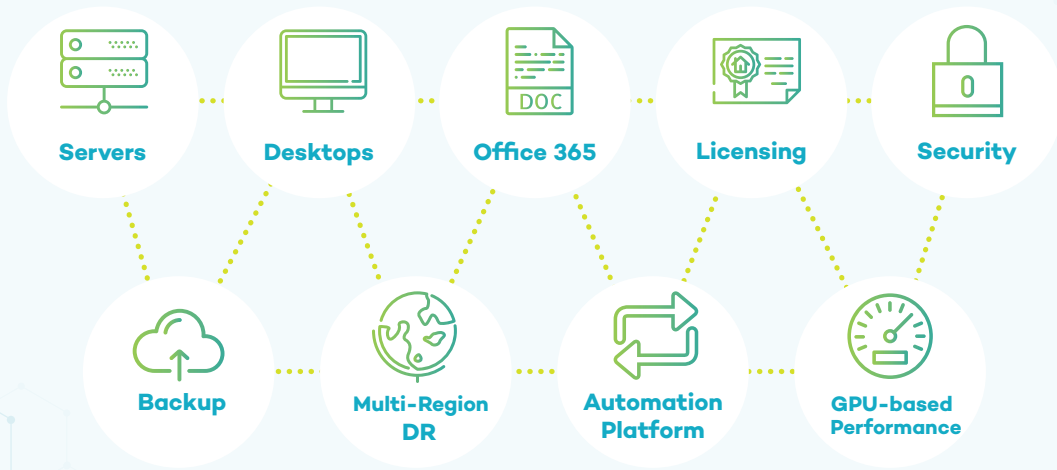 DOC
Servers
Desktops
Office 365
Licensing
Security
Backup
Multi-Region
DR
Automation
Platform
GPU-based
Performance